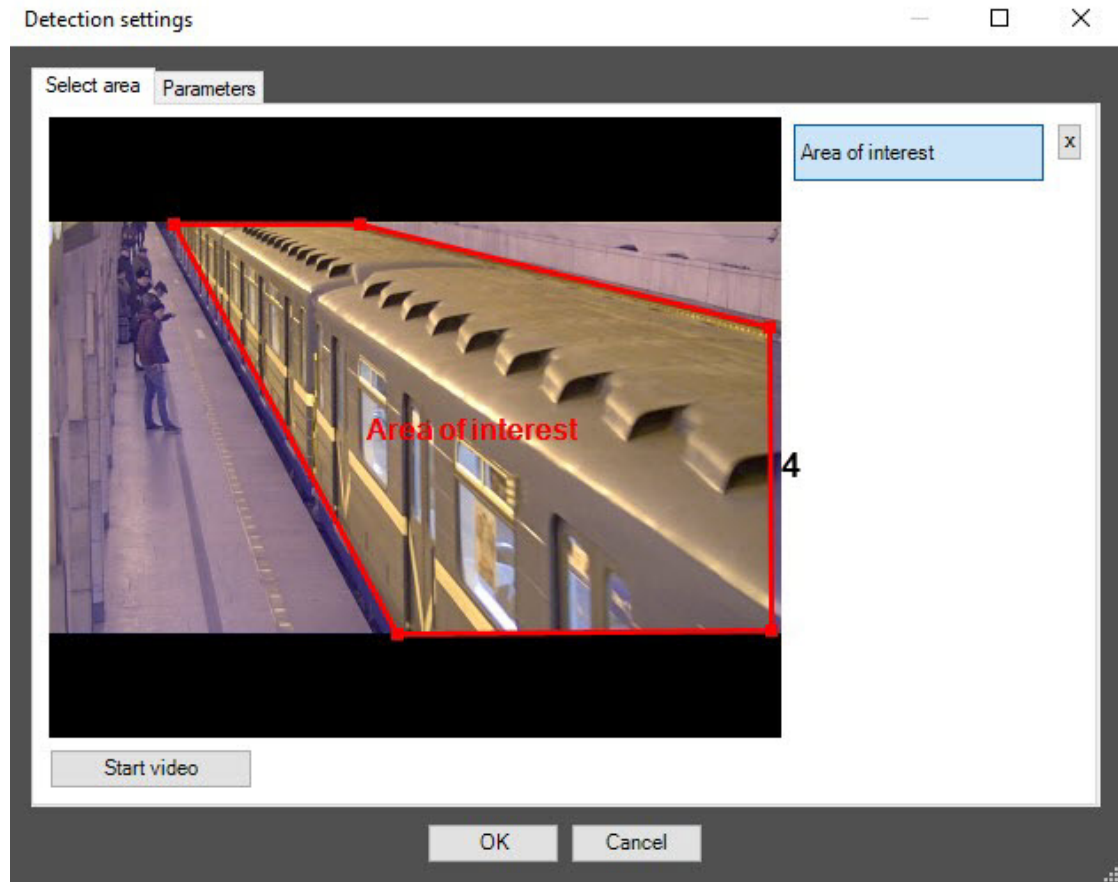 Detection settings
Select area
Parameters
Area of interest
x
Area of interest
4
Start video
OK
Cancel